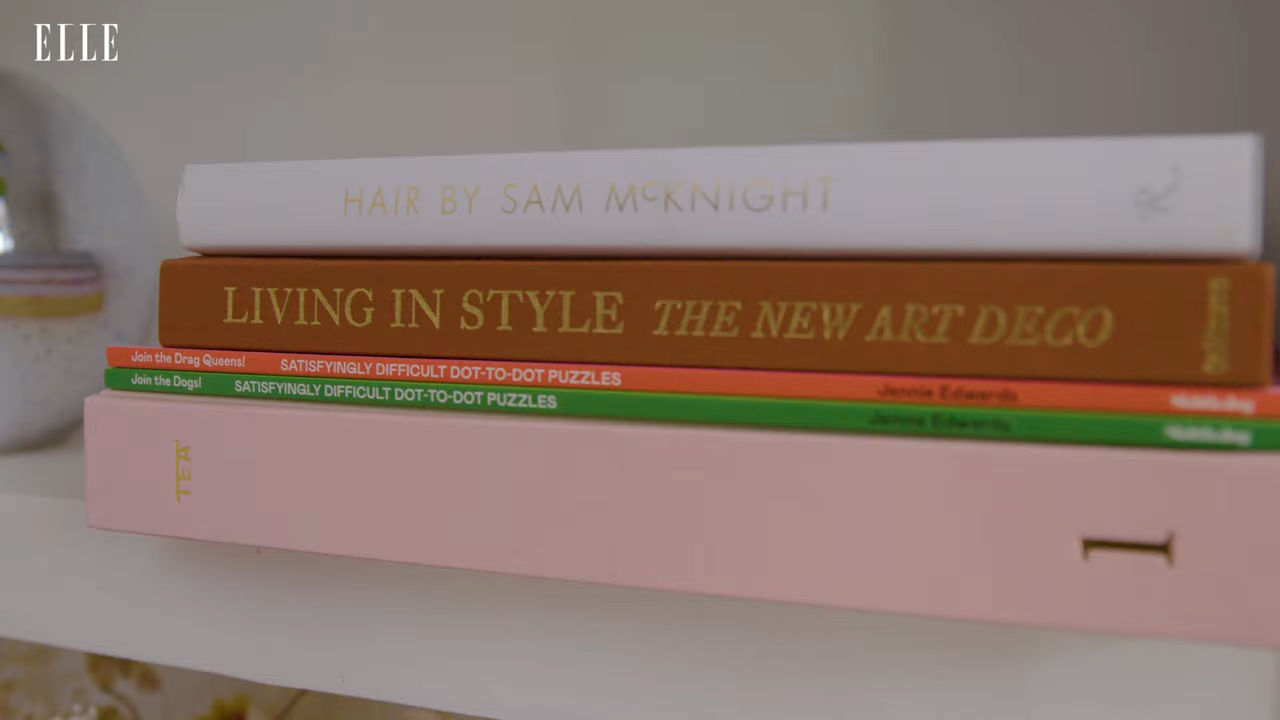 ELLE
HAIR BY SAM McKNIGHT
LIVING IN STYLE THE NEW ART DECO
Join the Drag Queens! SATISFYINGLY DIFFICULT DOT-TO-DOT PUZZLES Jennie Edwards
Join the Dogs! SATISFYINGLY DIFFICULT DOT-TO-DOT PUZZLES Jennie Edwards
TEA 1